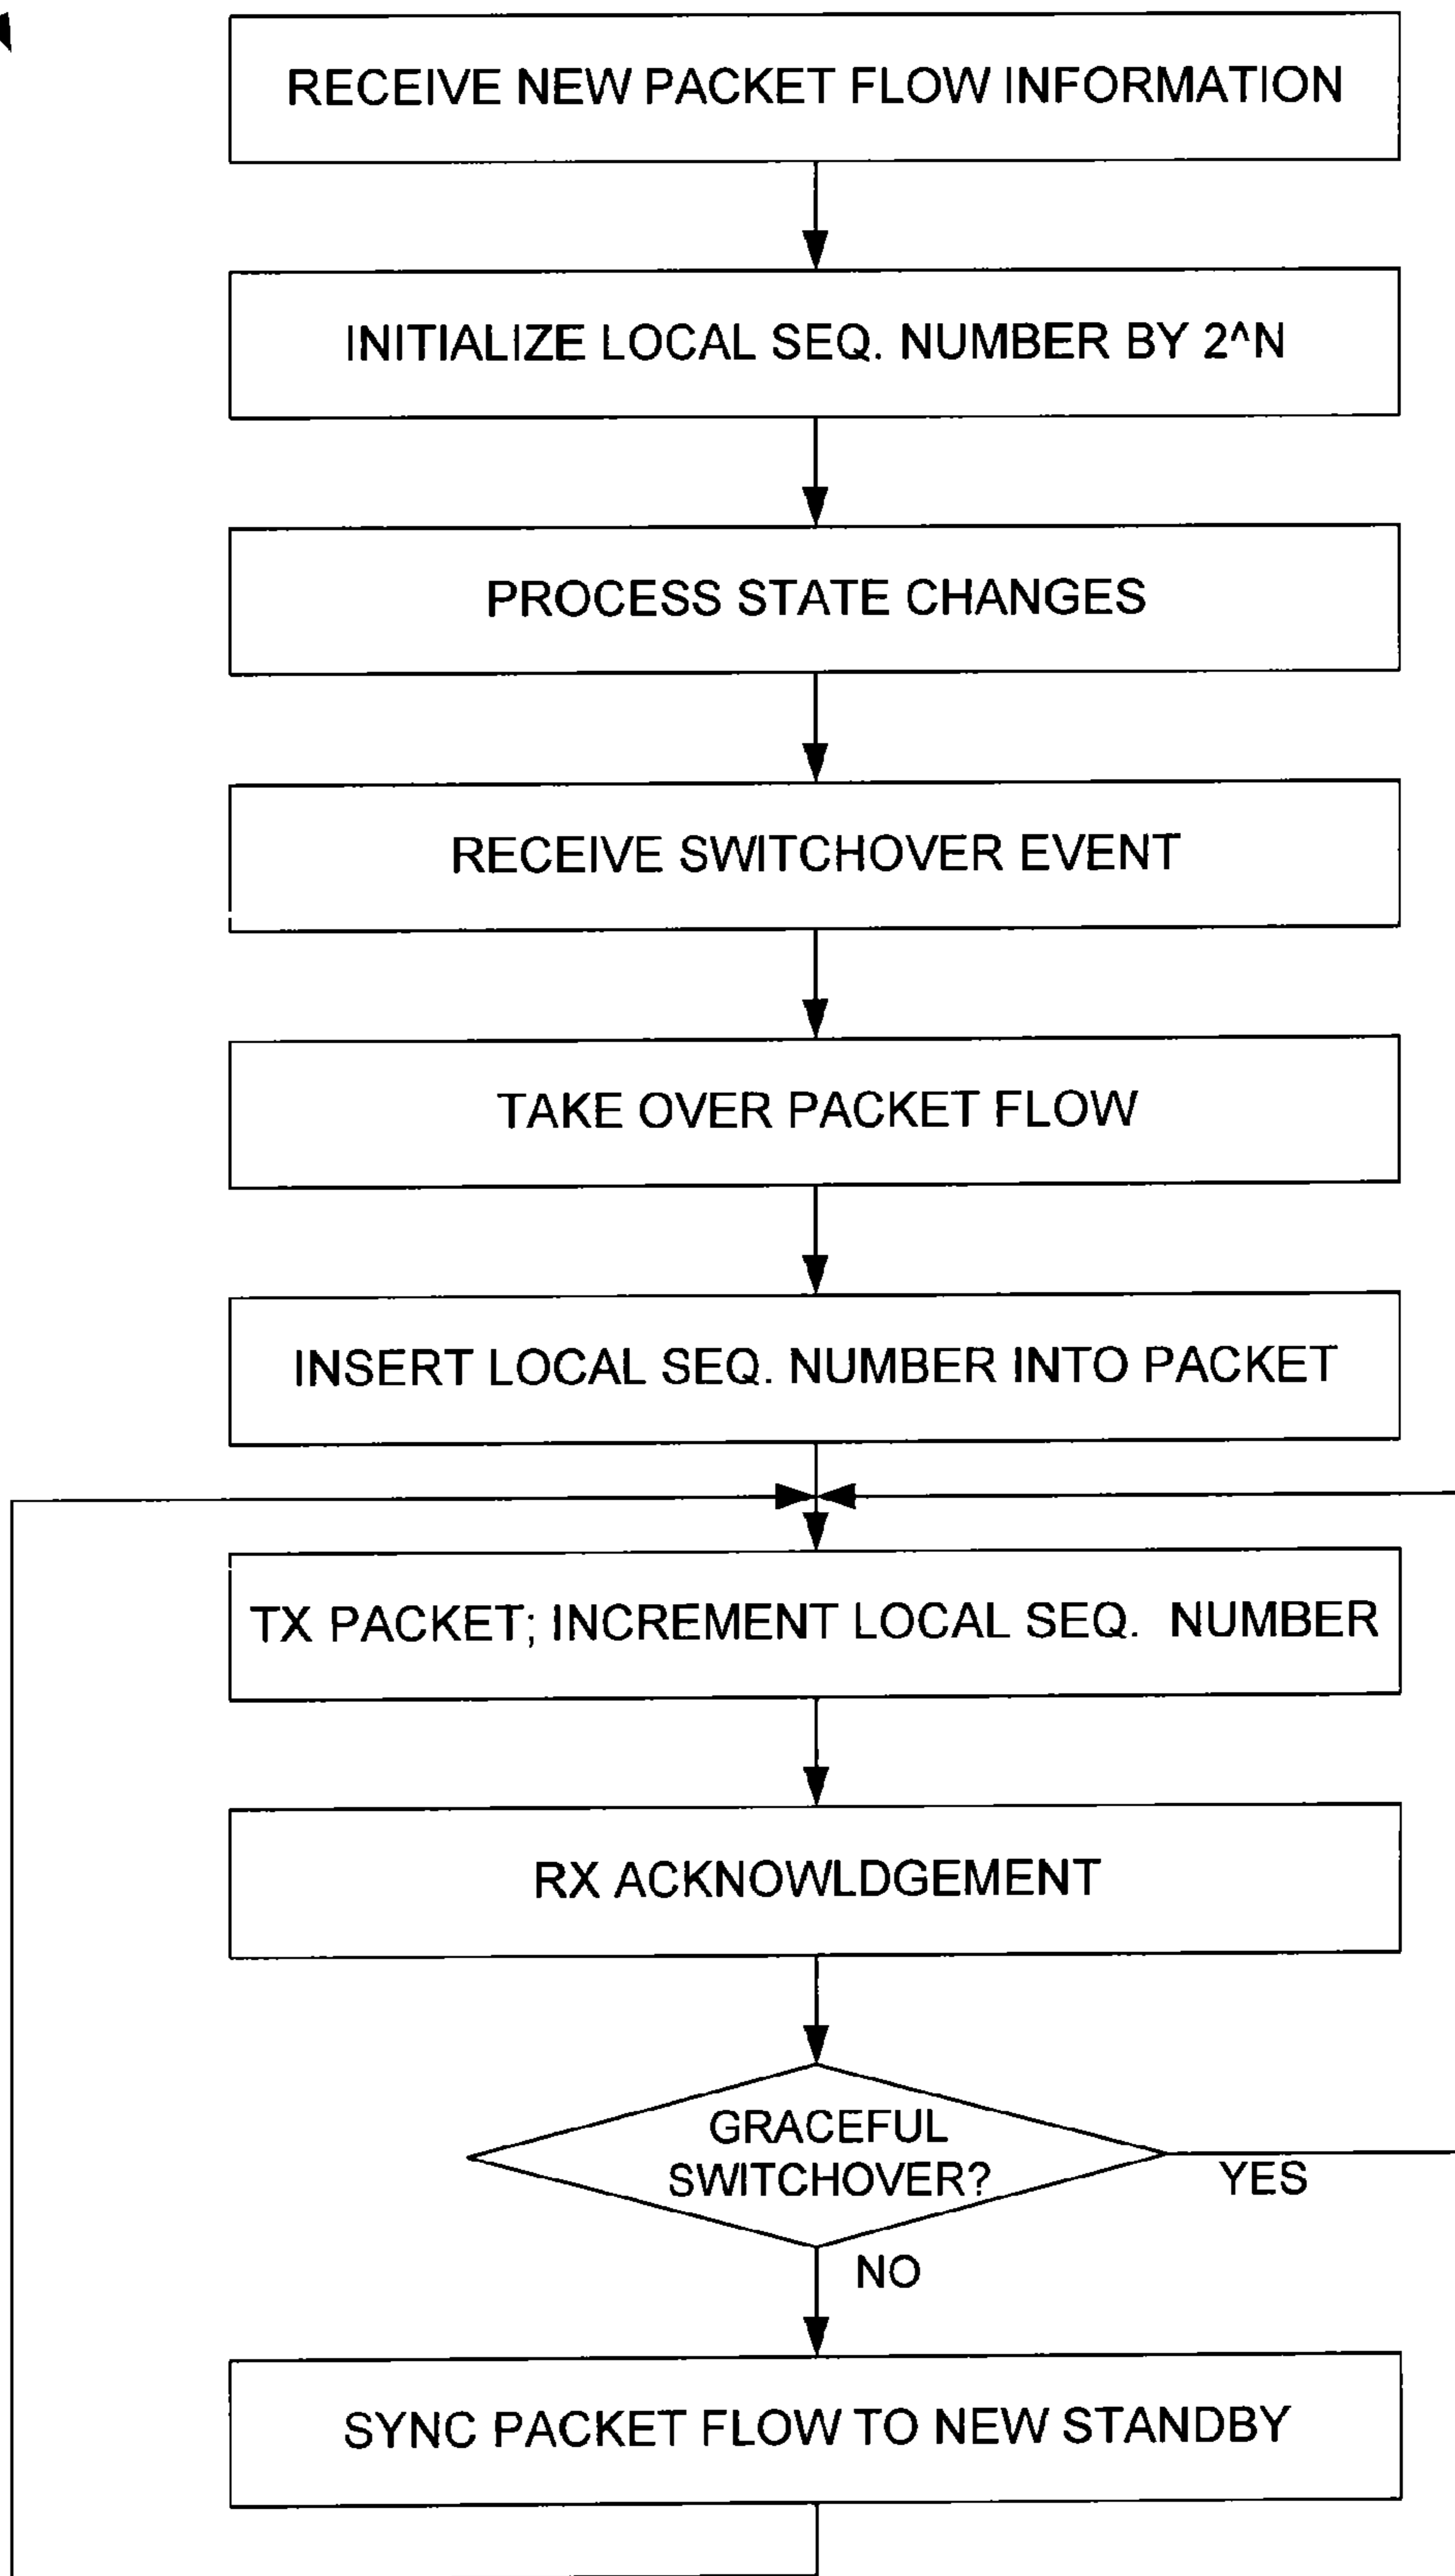 RECEIVE NEW PACKET FLOW INFORMATION
INITIALIZE LOCAL SEQ. NUMBER BY 2^N
PROCESS STATE CHANGES
RECEIVE SWITCHOVER EVENT
TAKE OVER PACKET FLOW
INSERT LOCAL SEQ. NUMBER INTO PACKET
TX PACKET; INCREMENT LOCAL SEQ. NUMBER
RX ACKNOWLDGEMENT
GRACEFUL
SWITCHOVER?
YES
NO
SYNC PACKET FLOW TO NEW STANDBY